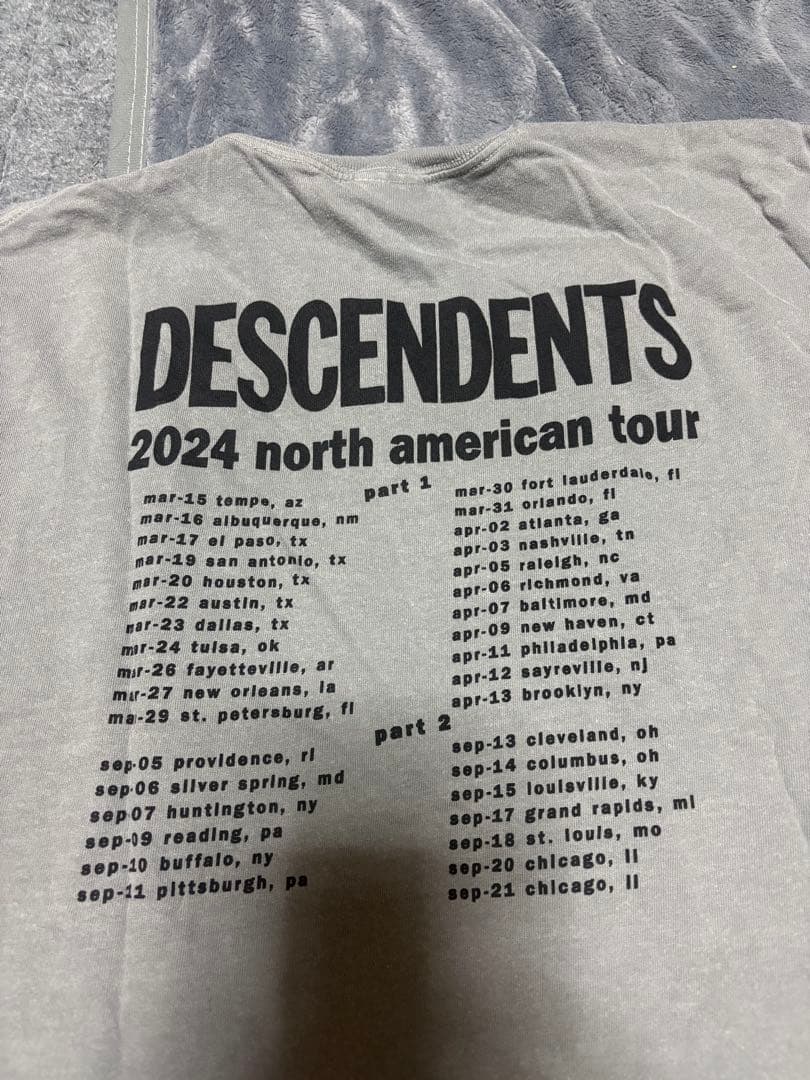 DESCENDENTS
2024 north american tour
part 1
mar-15 tempe, az
mar-16 albuquerque, nm
mar-17 el paso, tx
mar-19 san antonio, tx
mar-20 houston, tx
mar-22 austin, tx
mar-23 dallas, tx
mar-24 tulsa, ok
mar-26 fayetteville, ar
mar-27 new orleans, la
mar-29 st. petersburg, fl
mar-30 fort lauderdale, fl
mar-31 orlando, fl
apr-02 atlanta, ga
apr-03 nashville, tn
apr-05 raleigh, nc
apr-06 richmond, va
apr-07 baltimore, md
apr-09 new haven, ct
apr-11 philadelphia, pa
apr-12 sayreville, nj
apr-13 brooklyn, ny
part 2
sep-05 providence, ri
sep-06 silver spring, md
sep-07 huntington, ny
sep-09 reading, pa
sep-10 buffalo, ny
sep-11 pittsburgh, pa
sep-13 cleveland, oh
sep-14 columbus, oh
sep-15 louisville, ky
sep-17 grand rapids, mi
sep-18 st. louis, mo
sep-20 chicago, il
sep-21 chicago, il